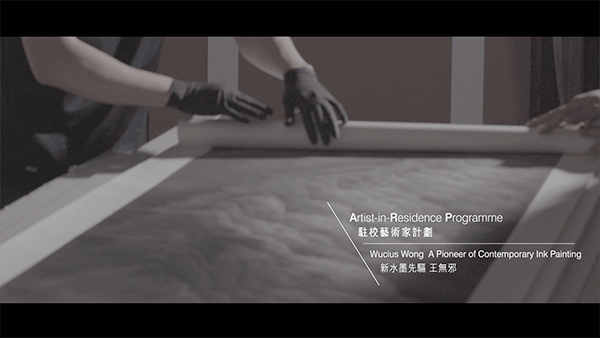 Artist-in-Residence Programme
駐校藝術家計劃
Wucius Wong A Pioneer of Contemporary Ink Painting
新水墨先驅 王無邪